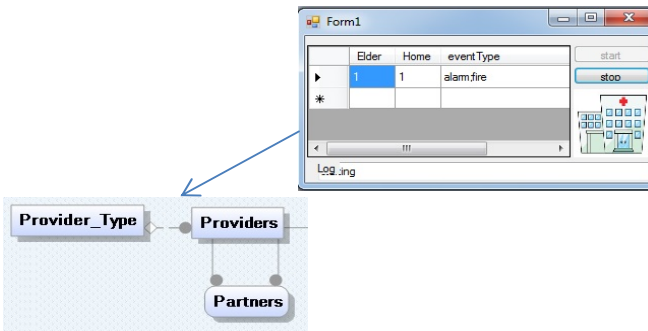 Form1
Elder Home eventType
start
1 1 alarm;fire
stop
Log
Provider_Type
Providers
Partners